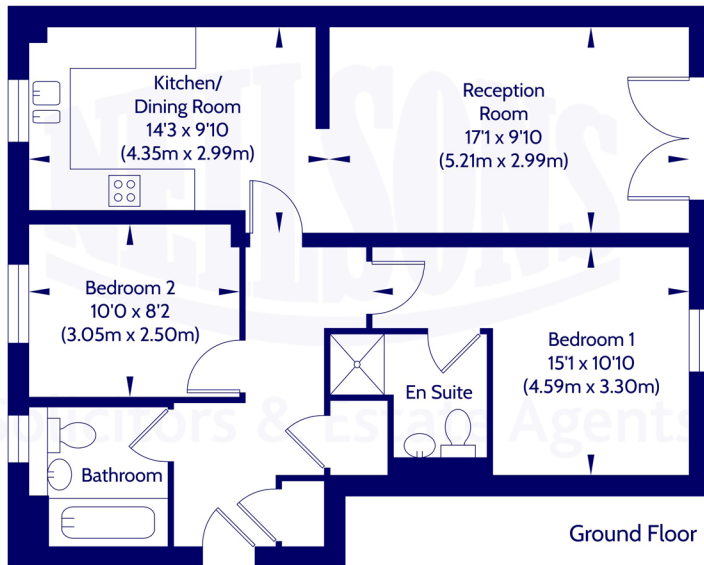 Kitchen/
Dining Room
14'3 x 9'10
(4.35m x 2.99m)
Reception
Room
17'1 x 9'10
(5.21m x 2.99m)
Bedroom 2
10'0 x 8'2
(3.05m x 2.50m)
Bedroom 1
15'1 x 10'10
(4.59m x 3.30m)
En Suite
Bathroom
Ground Floor
NEILSONS
Solicitors & Estate Agents